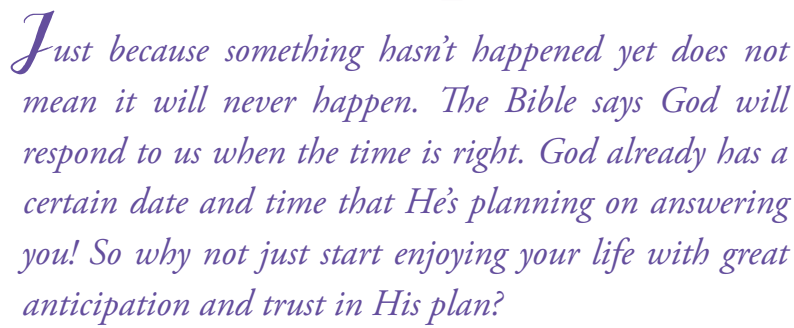 Just because something hasn’t happened yet does not
mean it will never happen. The Bible says God will
respond to us when the time is right. God already has a
certain date and time that He’s planning on answering
you! So why not just start enjoying your life with great
anticipation and trust in His plan?